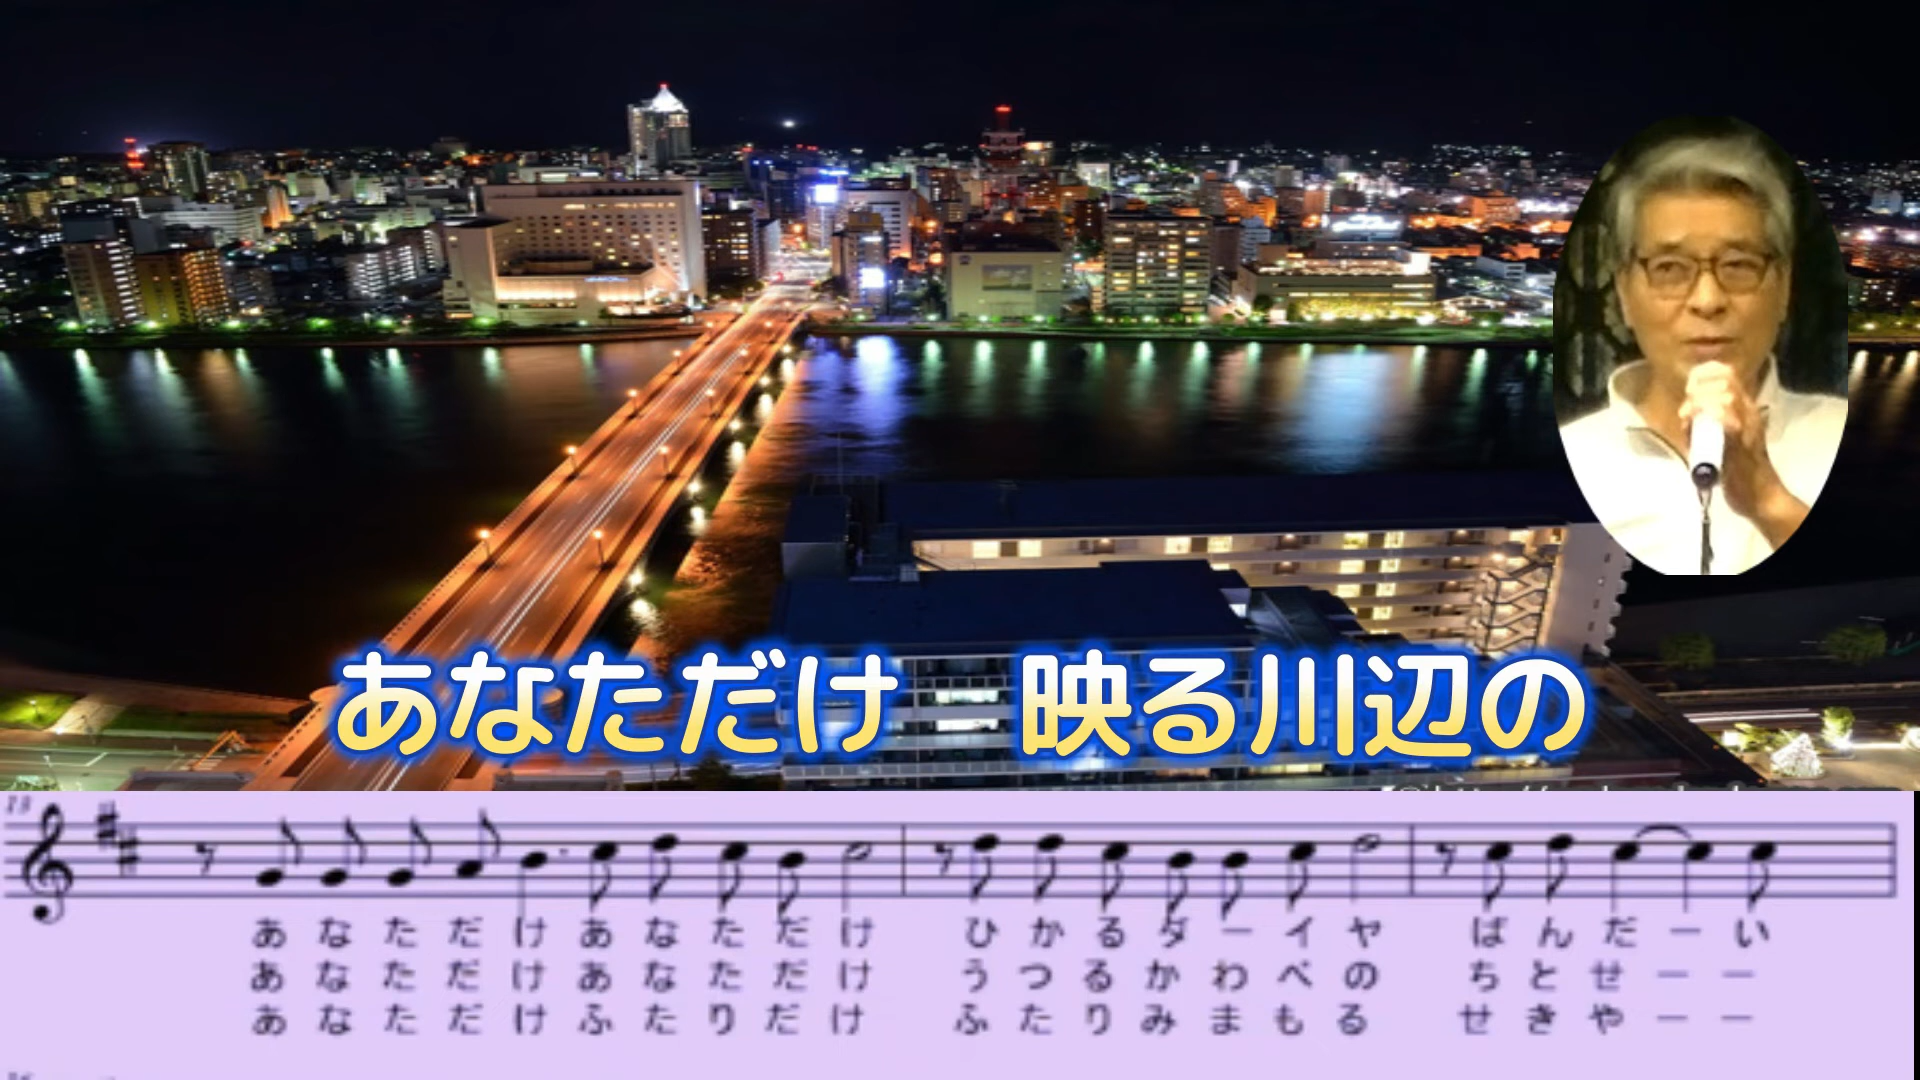 あなただけ　映る川辺の
13
あなただけあなただけ　ひかるダーイヤ　ばんだーい
あなただけあなただけ　うつるかわべの　ちとせーー
あなただけふたりだけ　ふたりみまもる　せきやーー